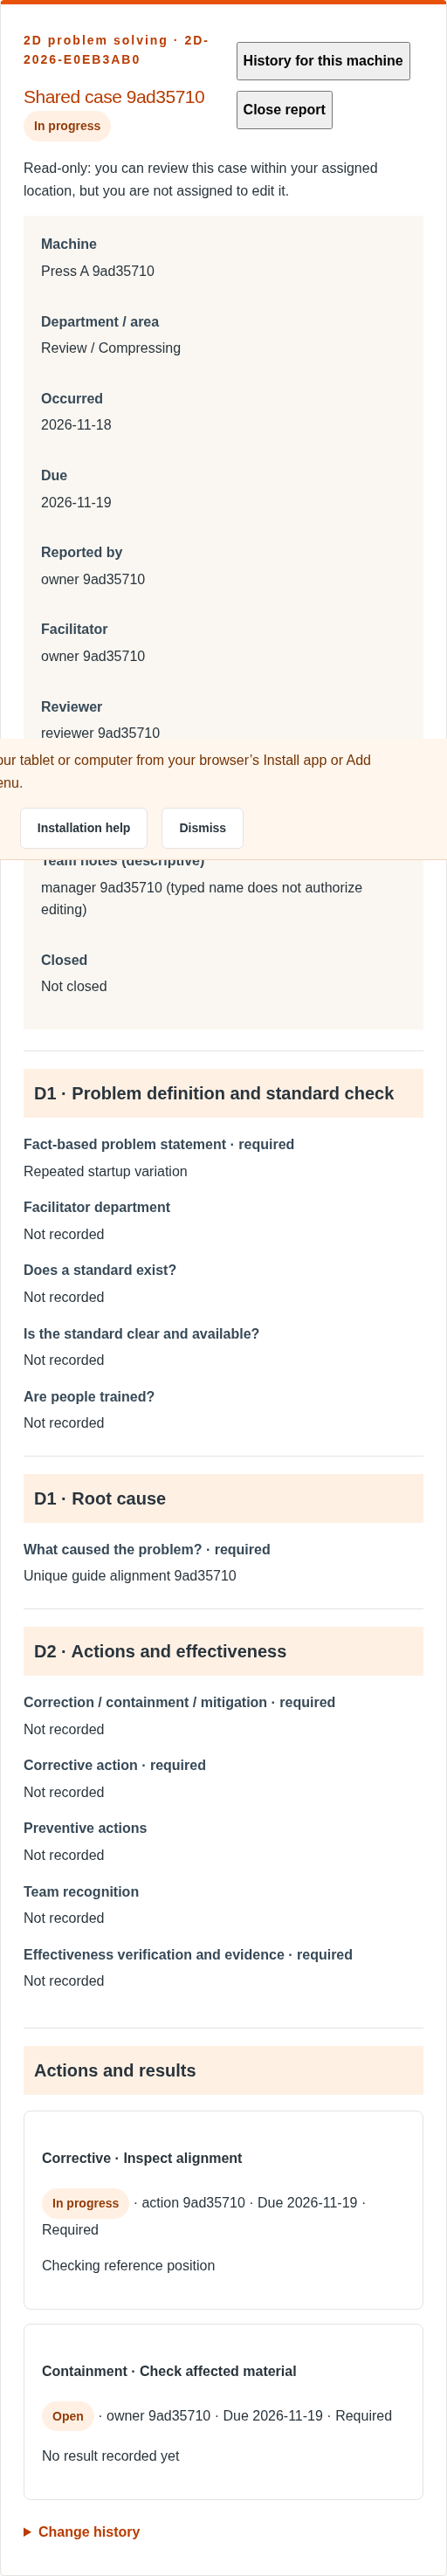 2D problem solving · 2D-
2026-E0EB3AB0
History for this machine
Shared case 9ad35710
Close report
In progress
Read-only: you can review this case within your assigned
location, but you are not assigned to edit it.
Machine
Press A 9ad35710
Department / area
Review / Compressing
Occurred
2026-11-18
Due
2026-11-19
Reported by
owner 9ad35710
Facilitator
owner 9ad35710
Reviewer
reviewer 9ad35710
tablet or computer from your browser’s Install app or Add
Installation help
Dismiss
Team notes (descriptive)
manager 9ad35710 (typed name does not authorize
editing)
Closed
Not closed
D1 · Problem definition and standard check
Fact-based problem statement · required
Repeated startup variation
Facilitator department
Not recorded
Does a standard exist?
Not recorded
Is the standard clear and available?
Not recorded
Are people trained?
Not recorded
D1 · Root cause
What caused the problem? · required
Unique guide alignment 9ad35710
D2 · Actions and effectiveness
Correction / containment / mitigation · required
Not recorded
Corrective action · required
Not recorded
Preventive actions
Not recorded
Team recognition
Not recorded
Effectiveness verification and evidence · required
Not recorded
Actions and results
Corrective · Inspect alignment
In progress · action 9ad35710 · Due 2026-11-19 ·
Required
Checking reference position
Containment · Check affected material
Open · owner 9ad35710 · Due 2026-11-19 · Required
No result recorded yet
▶ Change history